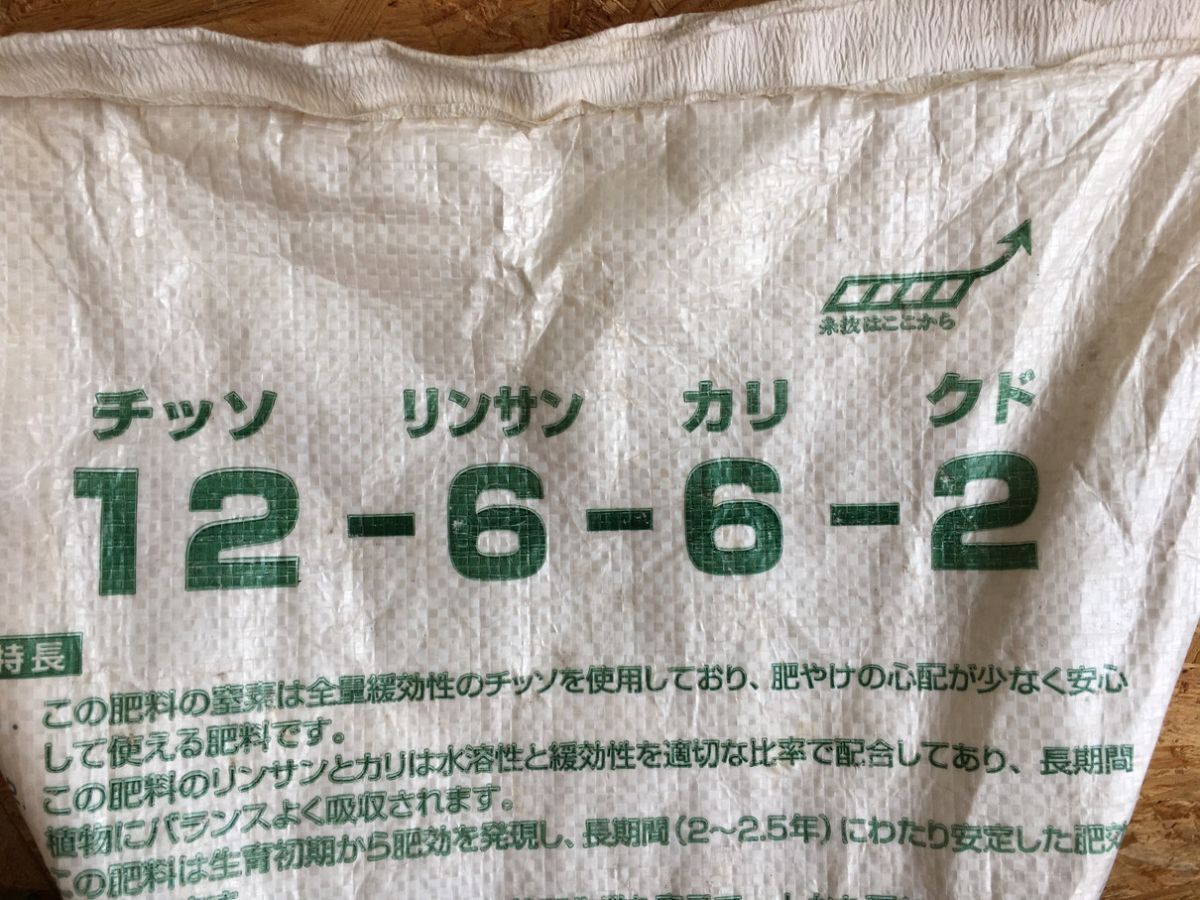 糸抜はここから
チッソ リンサン カリ クド
12-6-6-2
特長
この肥料の窒素は全量緩効性のチッソを使用しており、肥やけの心配が少なく安心
して使える肥料です。
この肥料のリンサンとカリは水溶性と緩効性を適切な比率で配合してあり、長期間
植物にバランスよく吸収されます。
この肥料は生育初期から肥効を発現し、長期間(2～2.5年)にわたり安定した肥効